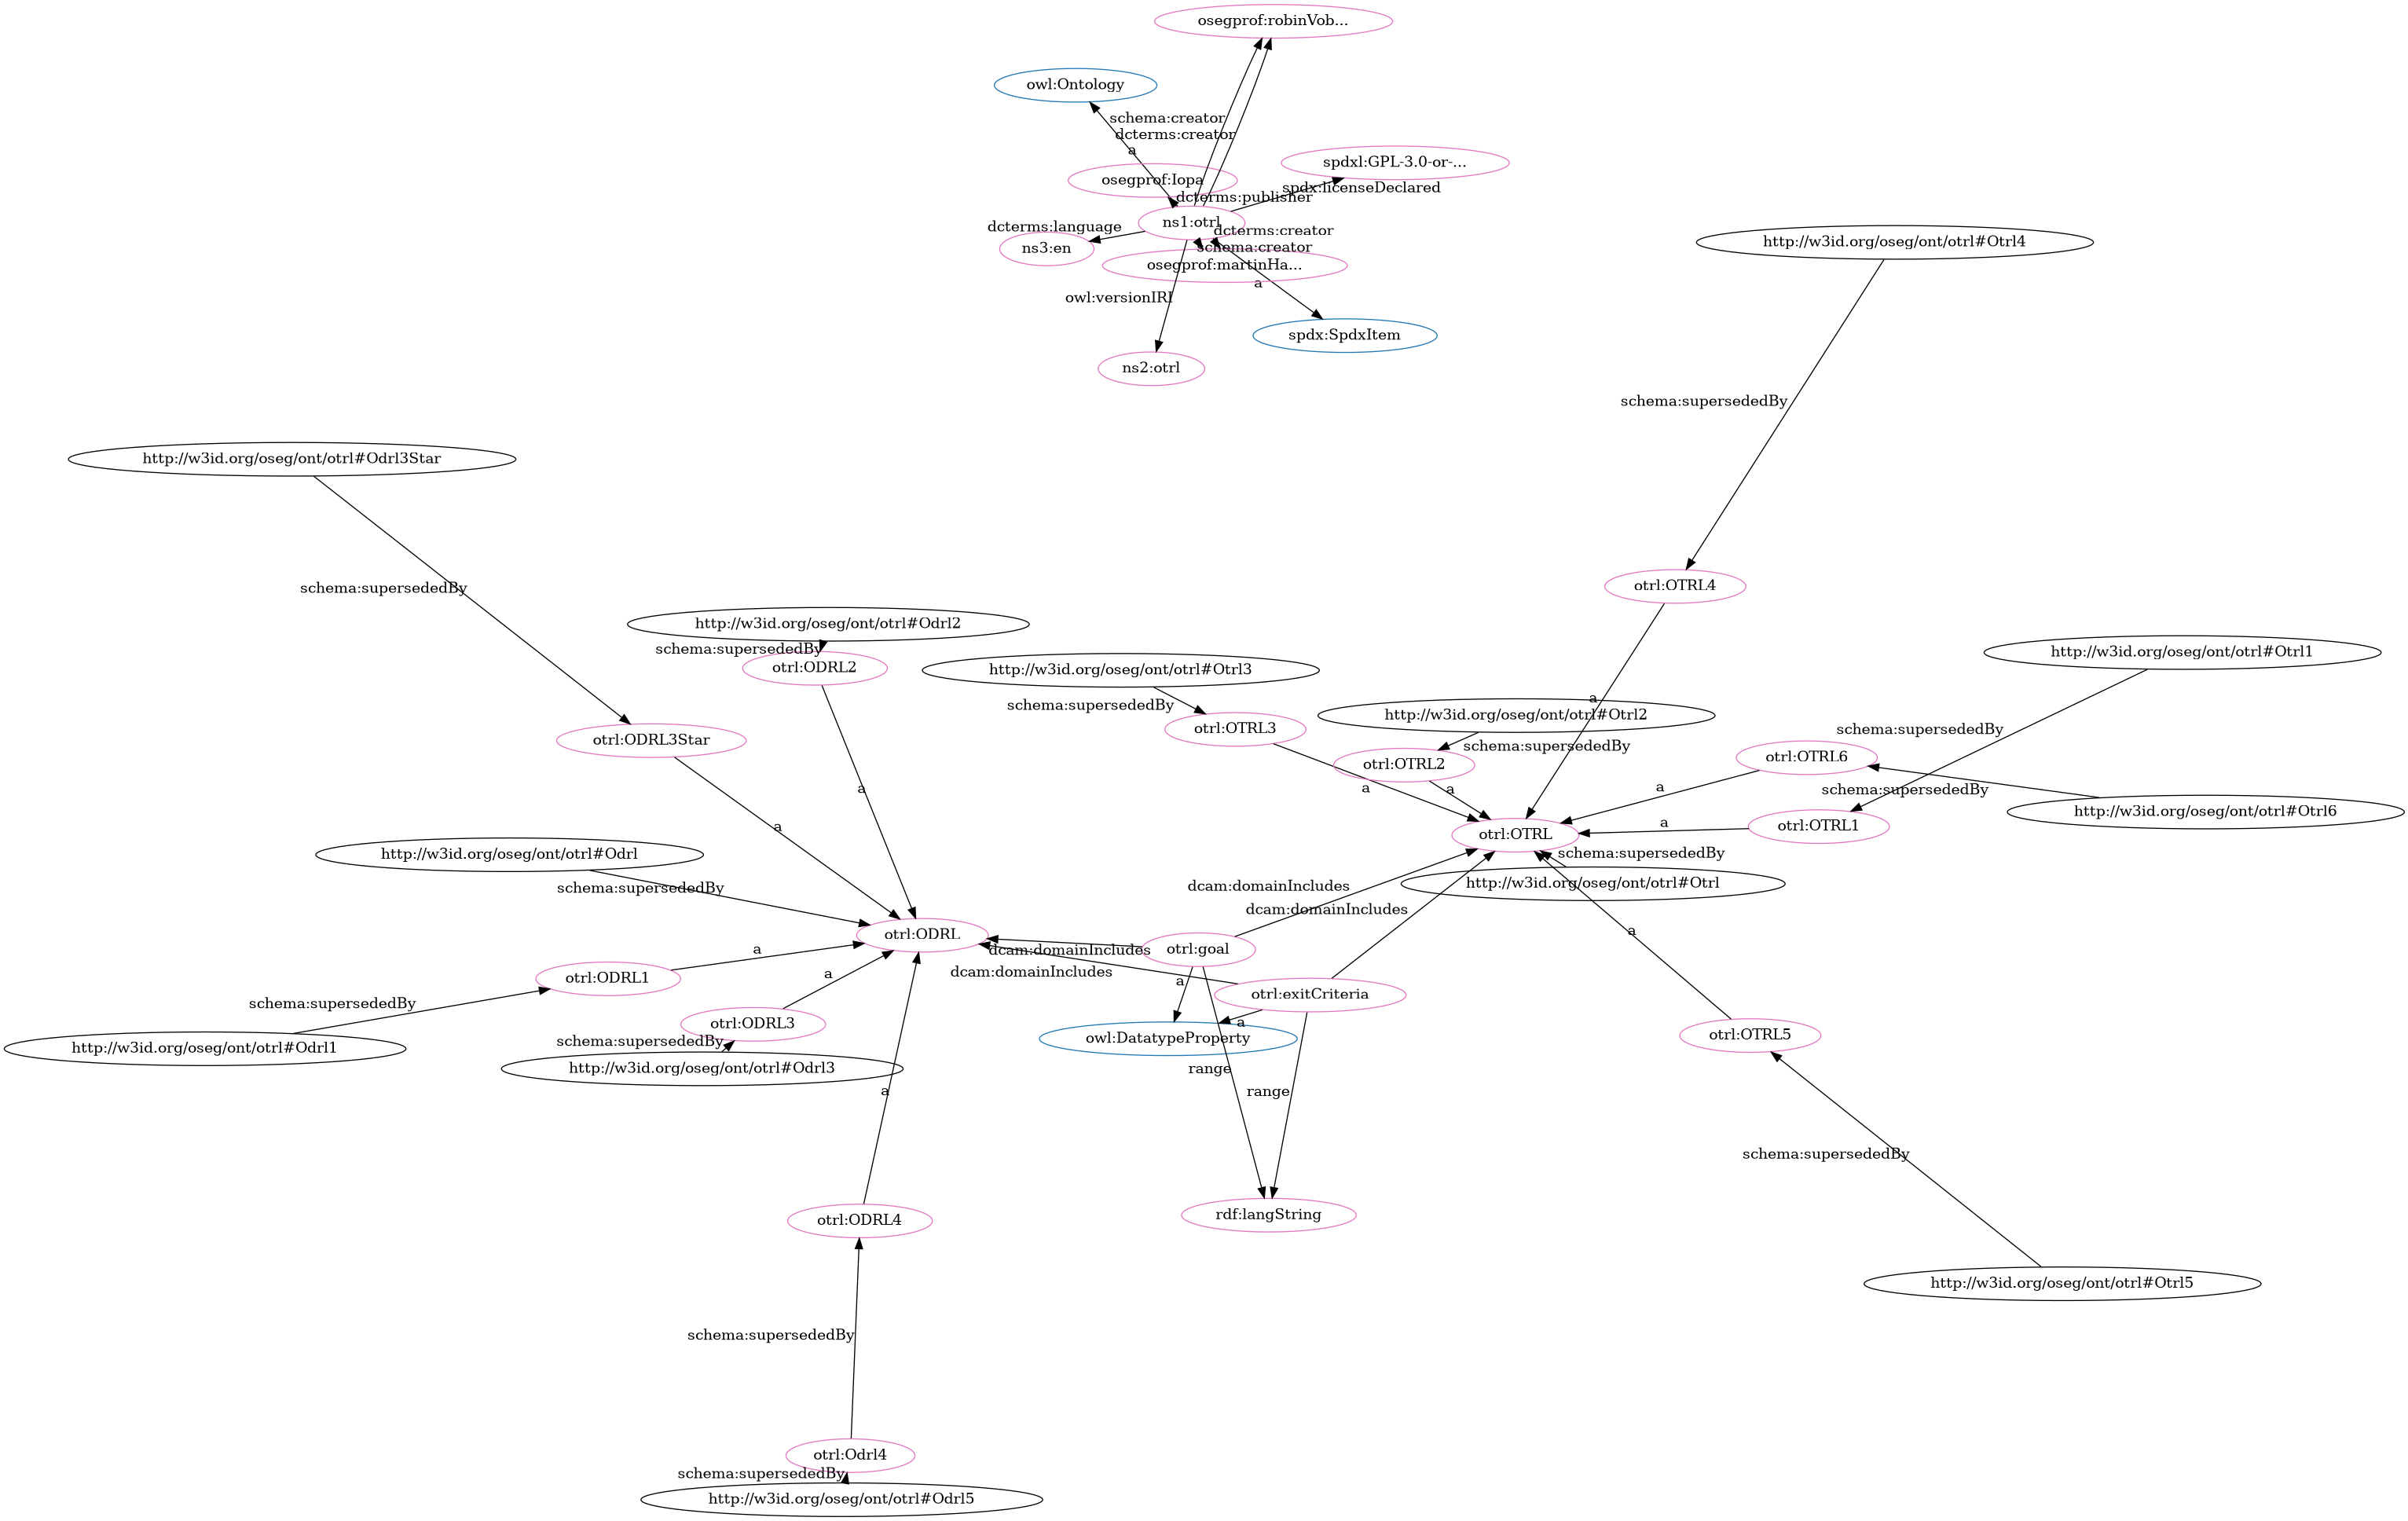 osegprof:robinVob...
owl:Ontology
schema:creator
dcterms:creator
a
spdxl:GPL-3.0-or-...
osegprof:Iopa
spdx:licenseDeclared
dcterms:publisher
ns1:otrl
dcterms:language
dcterms:creator
ns3:en
schema:creator
osegprof:martinHa...
a
owl:versionIRI
spdx:SpdxItem
ns2:otrl
http://w3id.org/oseg/ont/otrl#Otrl4
schema:supersededBy
http://w3id.org/oseg/ont/otrl#Odrl3Star
schema:supersededBy
otrl:OTRL4
http://w3id.org/oseg/ont/otrl#Odrl2
schema:supersededBy
otrl:ODRL2
http://w3id.org/oseg/ont/otrl#Otrl3
schema:supersededBy
http://w3id.org/oseg/ont/otrl#Otrl1
a
http://w3id.org/oseg/ont/otrl#Otrl2
otrl:OTRL3
schema:supersededBy
otrl:ODRL3Star
schema:supersededBy
otrl:OTRL2
otrl:OTRL6
a
a
a
a
schema:supersededBy
http://w3id.org/oseg/ont/otrl#Otrl6
a
otrl:OTRL
a
otrl:OTRL1
http://w3id.org/oseg/ont/otrl#Odrl
schema:supersededBy
schema:supersededBy
dcam:domainIncludes
http://w3id.org/oseg/ont/otrl#Otrl
dcam:domainIncludes
otrl:ODRL
a
dcam:domainIncludes
otrl:goal
a
dcam:domainIncludes
otrl:ODRL1
a
a
otrl:exitCriteria
schema:supersededBy
otrl:ODRL3
a
otrl:OTRL5
schema:supersededBy
owl:DatatypeProperty
http://w3id.org/oseg/ont/otrl#Odrl1
http://w3id.org/oseg/ont/otrl#Odrl3
range
a
range
schema:supersededBy
otrl:ODRL4
rdf:langString
http://w3id.org/oseg/ont/otrl#Otrl5
schema:supersededBy
otrl:Odrl4
schema:supersededBy
http://w3id.org/oseg/ont/otrl#Odrl5